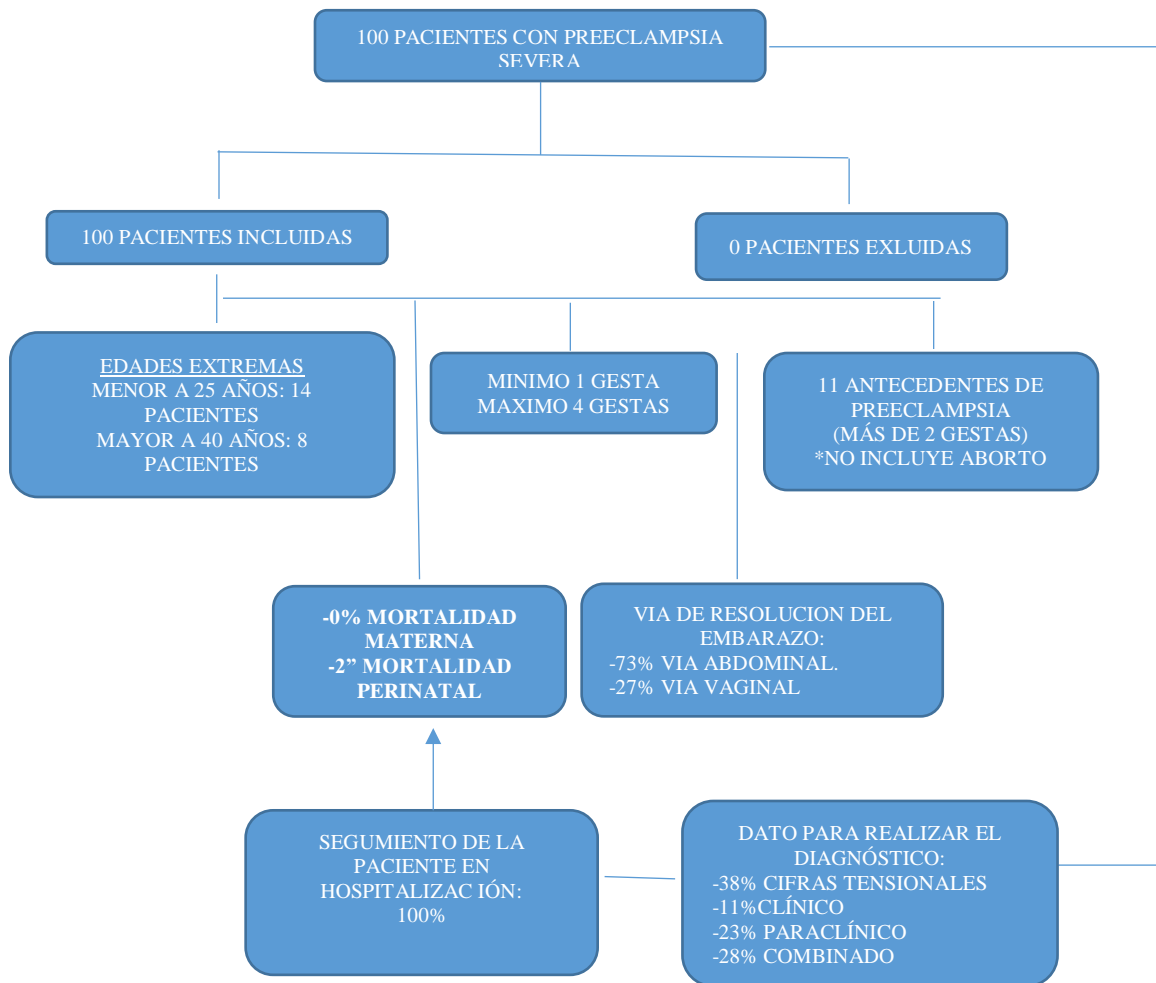 100 PACIENTES CON PREECLAMPSIA
SEVERA
100 PACIENTES INCLUIDAS
0 PACIENTES EXLUIDAS
EDADES EXTREMAS
MENOR A 25 AÑOS: 14
PACIENTES
MAYOR A 40 AÑOS: 8
PACIENTES
MINIMO 1 GESTA
MAXIMO 4 GESTAS
11 ANTECEDENTES DE
PREECLAMPSIA
(MÁS DE 2 GESTAS)
*NO INCLUYE ABORTO
-0% MORTALIDAD
MATERNA
-2” MORTALIDAD
PERINATAL
VIA DE RESOLUCION DEL
EMBARAZO:
-73% VIA ABDOMINAL.
-27% VIA VAGINAL
SEGUMIENTO DE LA
PACIENTE EN
HOSPITALIZAC IÓN:
100%
DATO PARA REALIZAR EL
DIAGNÓSTICO:
-38% CIFRAS TENSIONALES
-11%CLÍNICO
-23% PARACLÍNICO
-28% COMBINADO